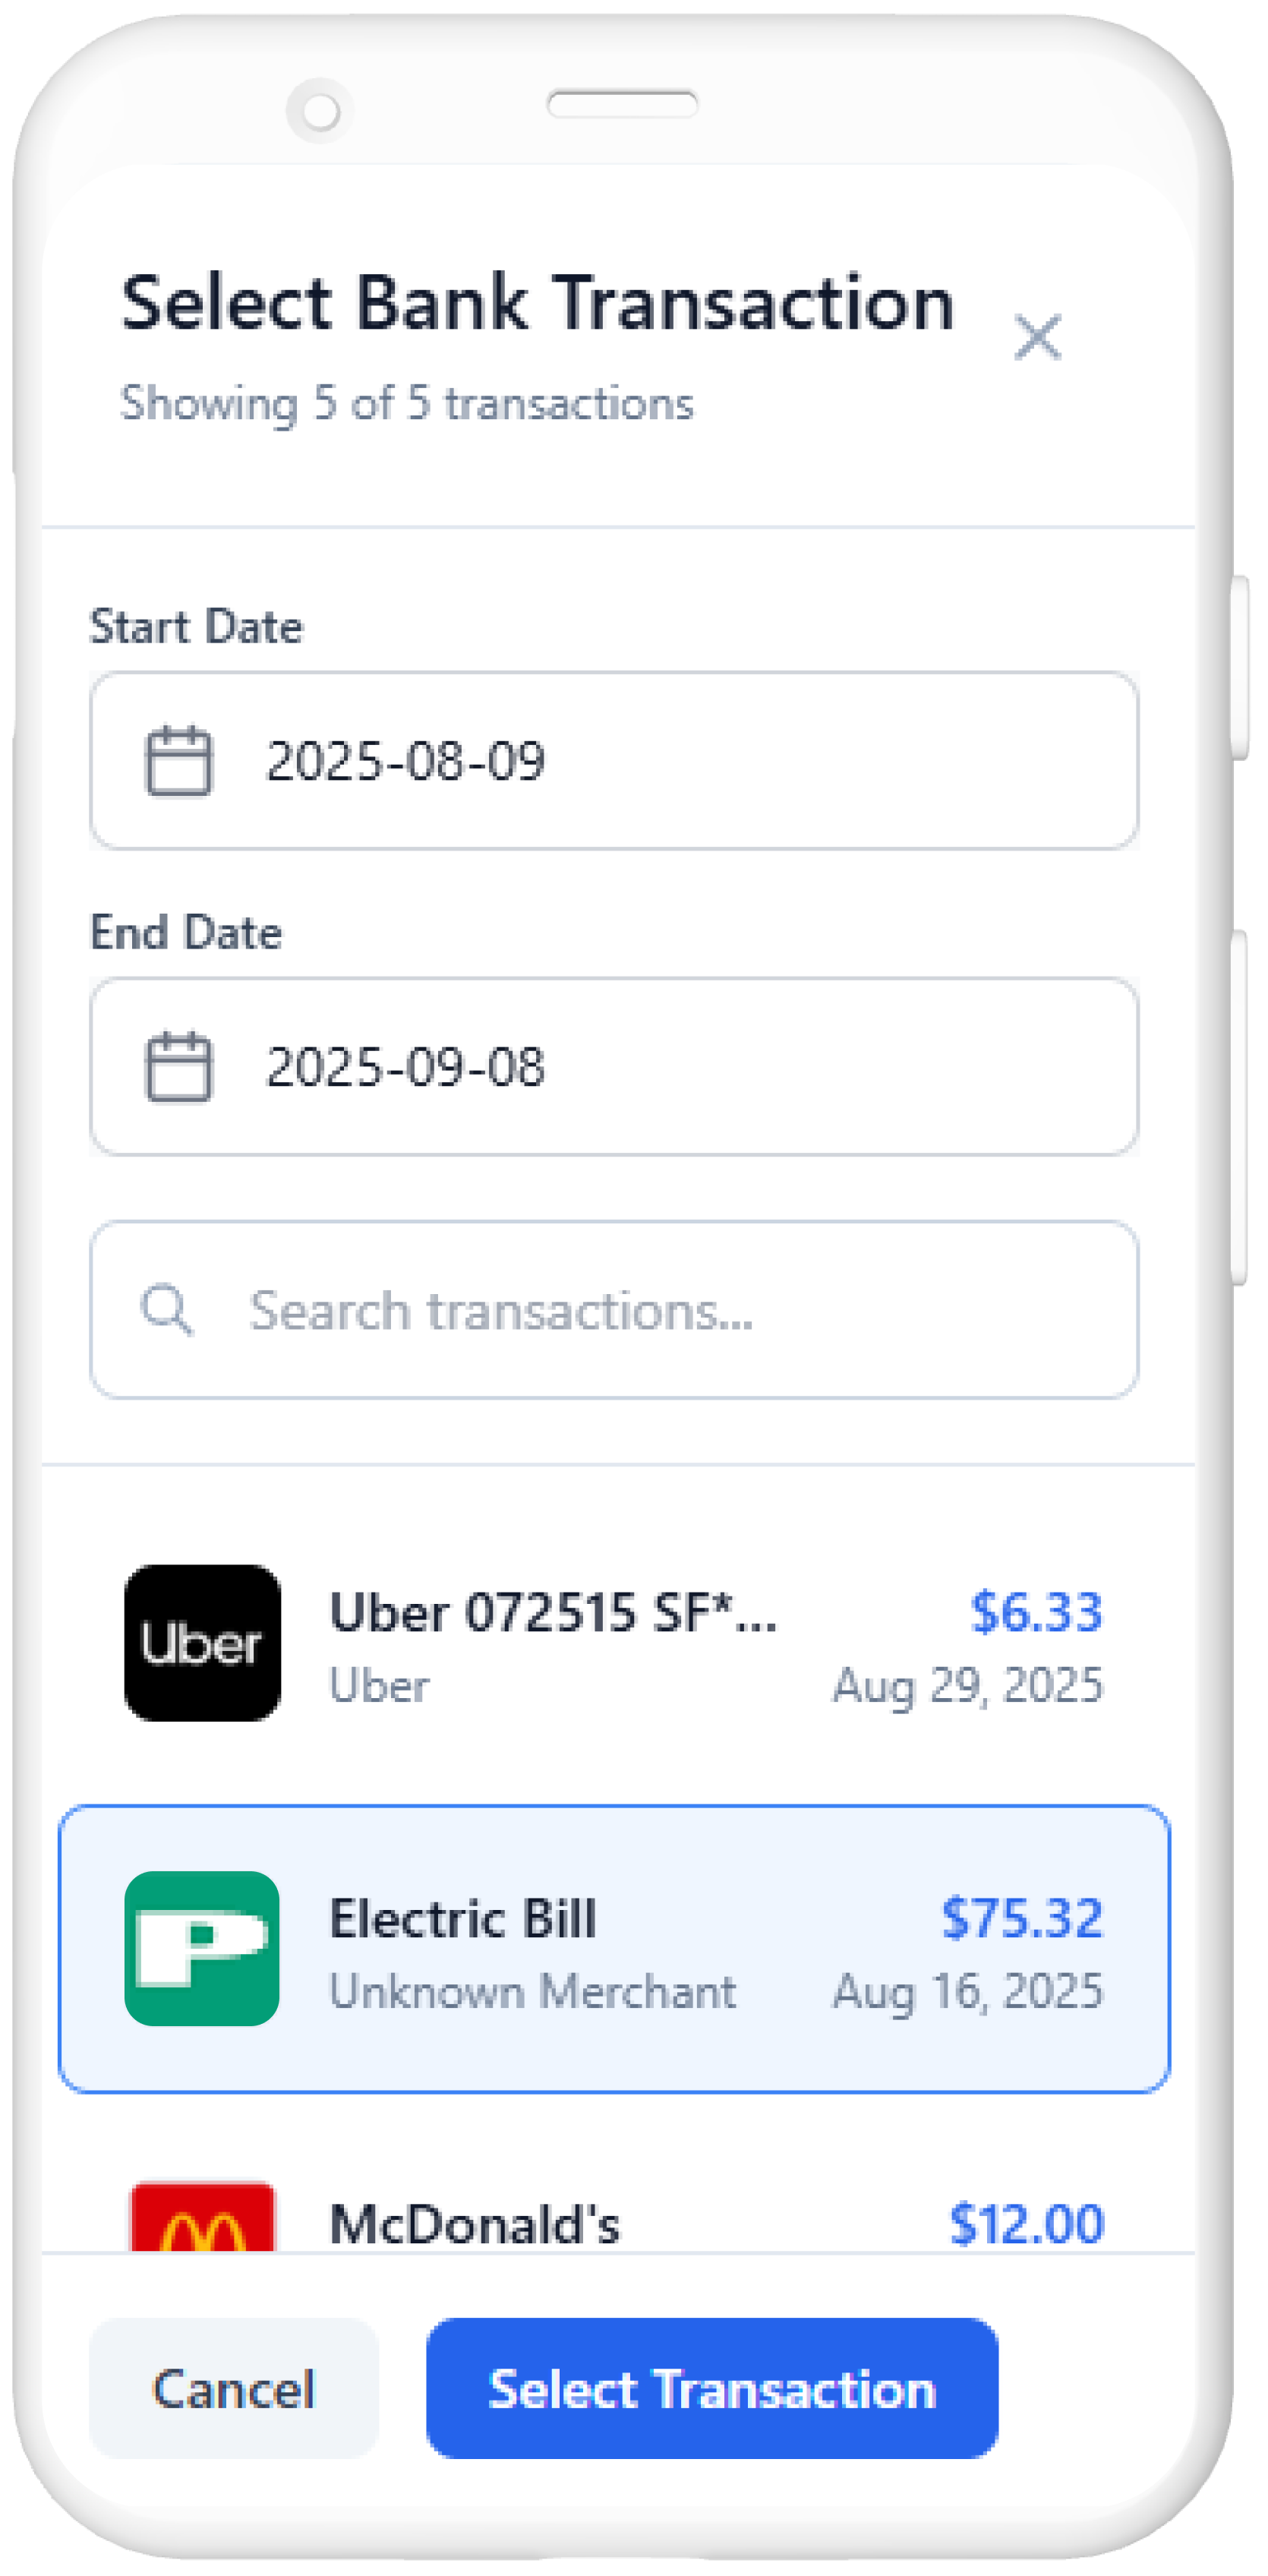 Select Bank Transaction
Showing 5 of 5 transactions
Start Date
2025-08-09
End Date
2025-09-08
Search transactions...
Uber
Uber 072515 SF*... $6.33
Uber Aug 29, 2025
P
Electric Bill $75.32
Unknown Merchant Aug 16, 2025
McDonald's $12.00
Cancel Select Transaction